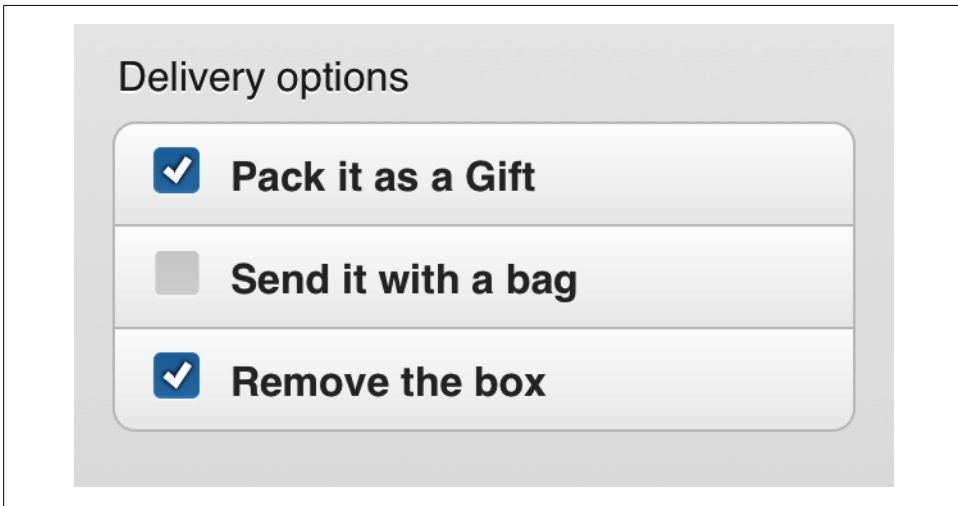 Delivery options
Pack it as a Gift
Send it with a bag
Remove the box